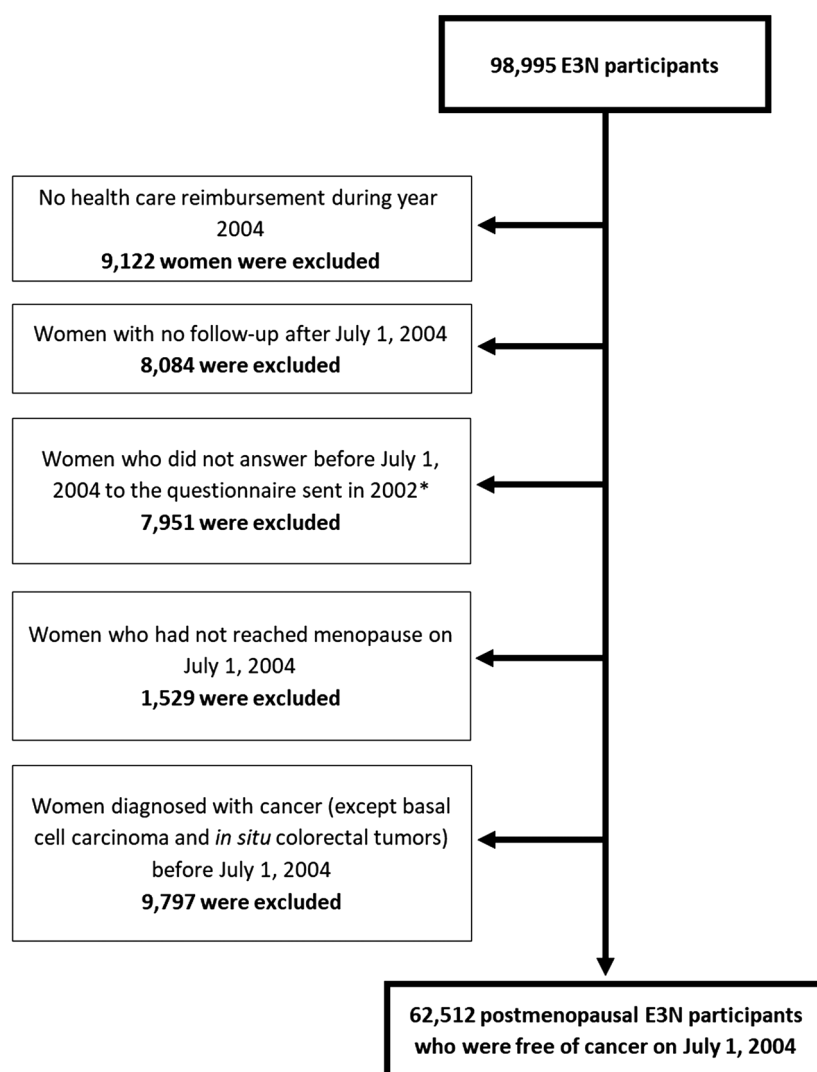 98,995 E3N participants
No health care reimbursement during year
2004
9,122 women were excluded
Women with no follow-up after July 1, 2004
8,084 were excluded
Women who did not answer before July 1,
2004 to the questionnaire sent in 2002*
7,951 were excluded
Women who had not reached menopause on
July 1, 2004
1,529 were excluded
Women diagnosed with cancer (except basal
cell carcinoma and in situ colorectal tumors)
before July 1, 2004
9,797 were excluded
62,512 postmenopausal E3N participants
who were free of cancer on July 1, 2004